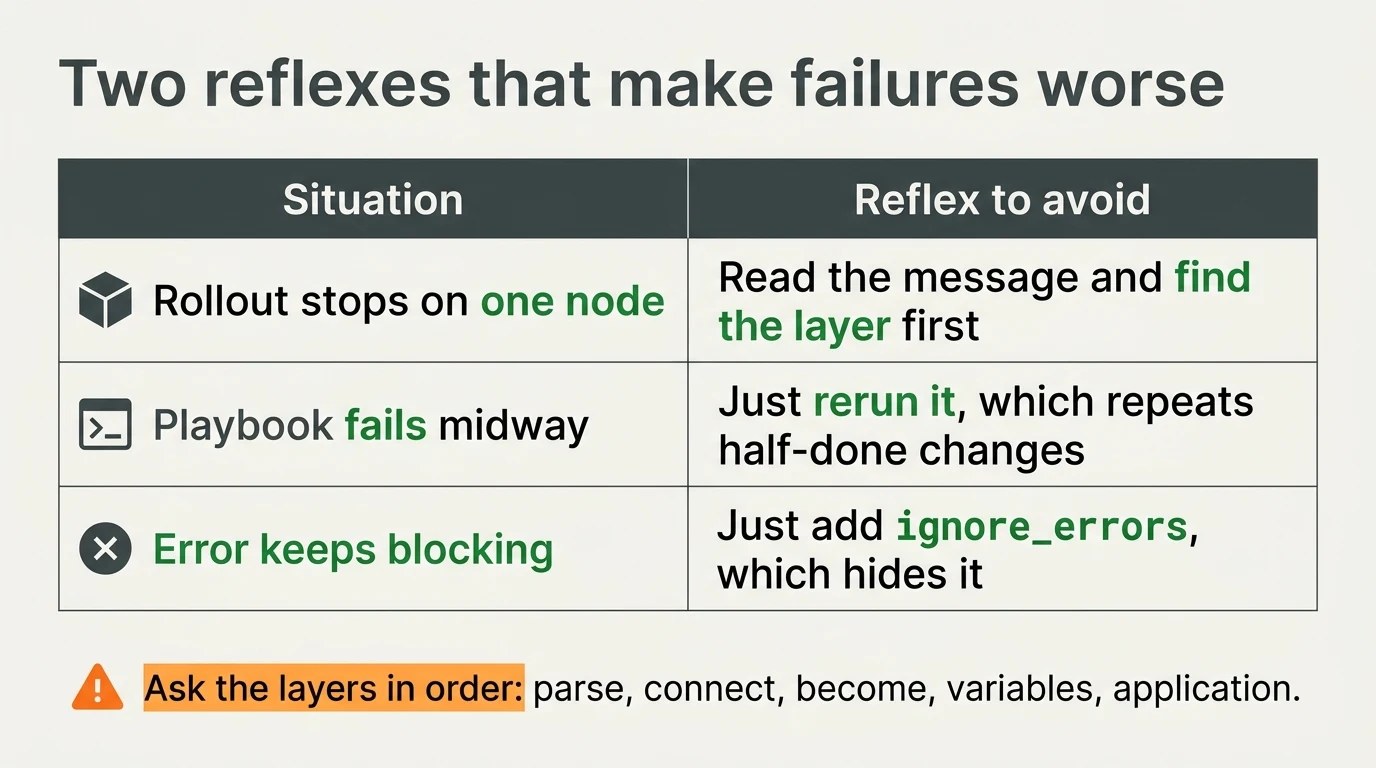 Two reflexes that make failures worse
Situation
Reflex to avoid
Rollout stops on one node
Read the message and find
the layer first
Playbook fails midway
Just rerun it, which repeats
half-done changes
Error keeps blocking
Just add ignore_errors,
which hides it
Ask the layers in order: parse, connect, become, variables, application.